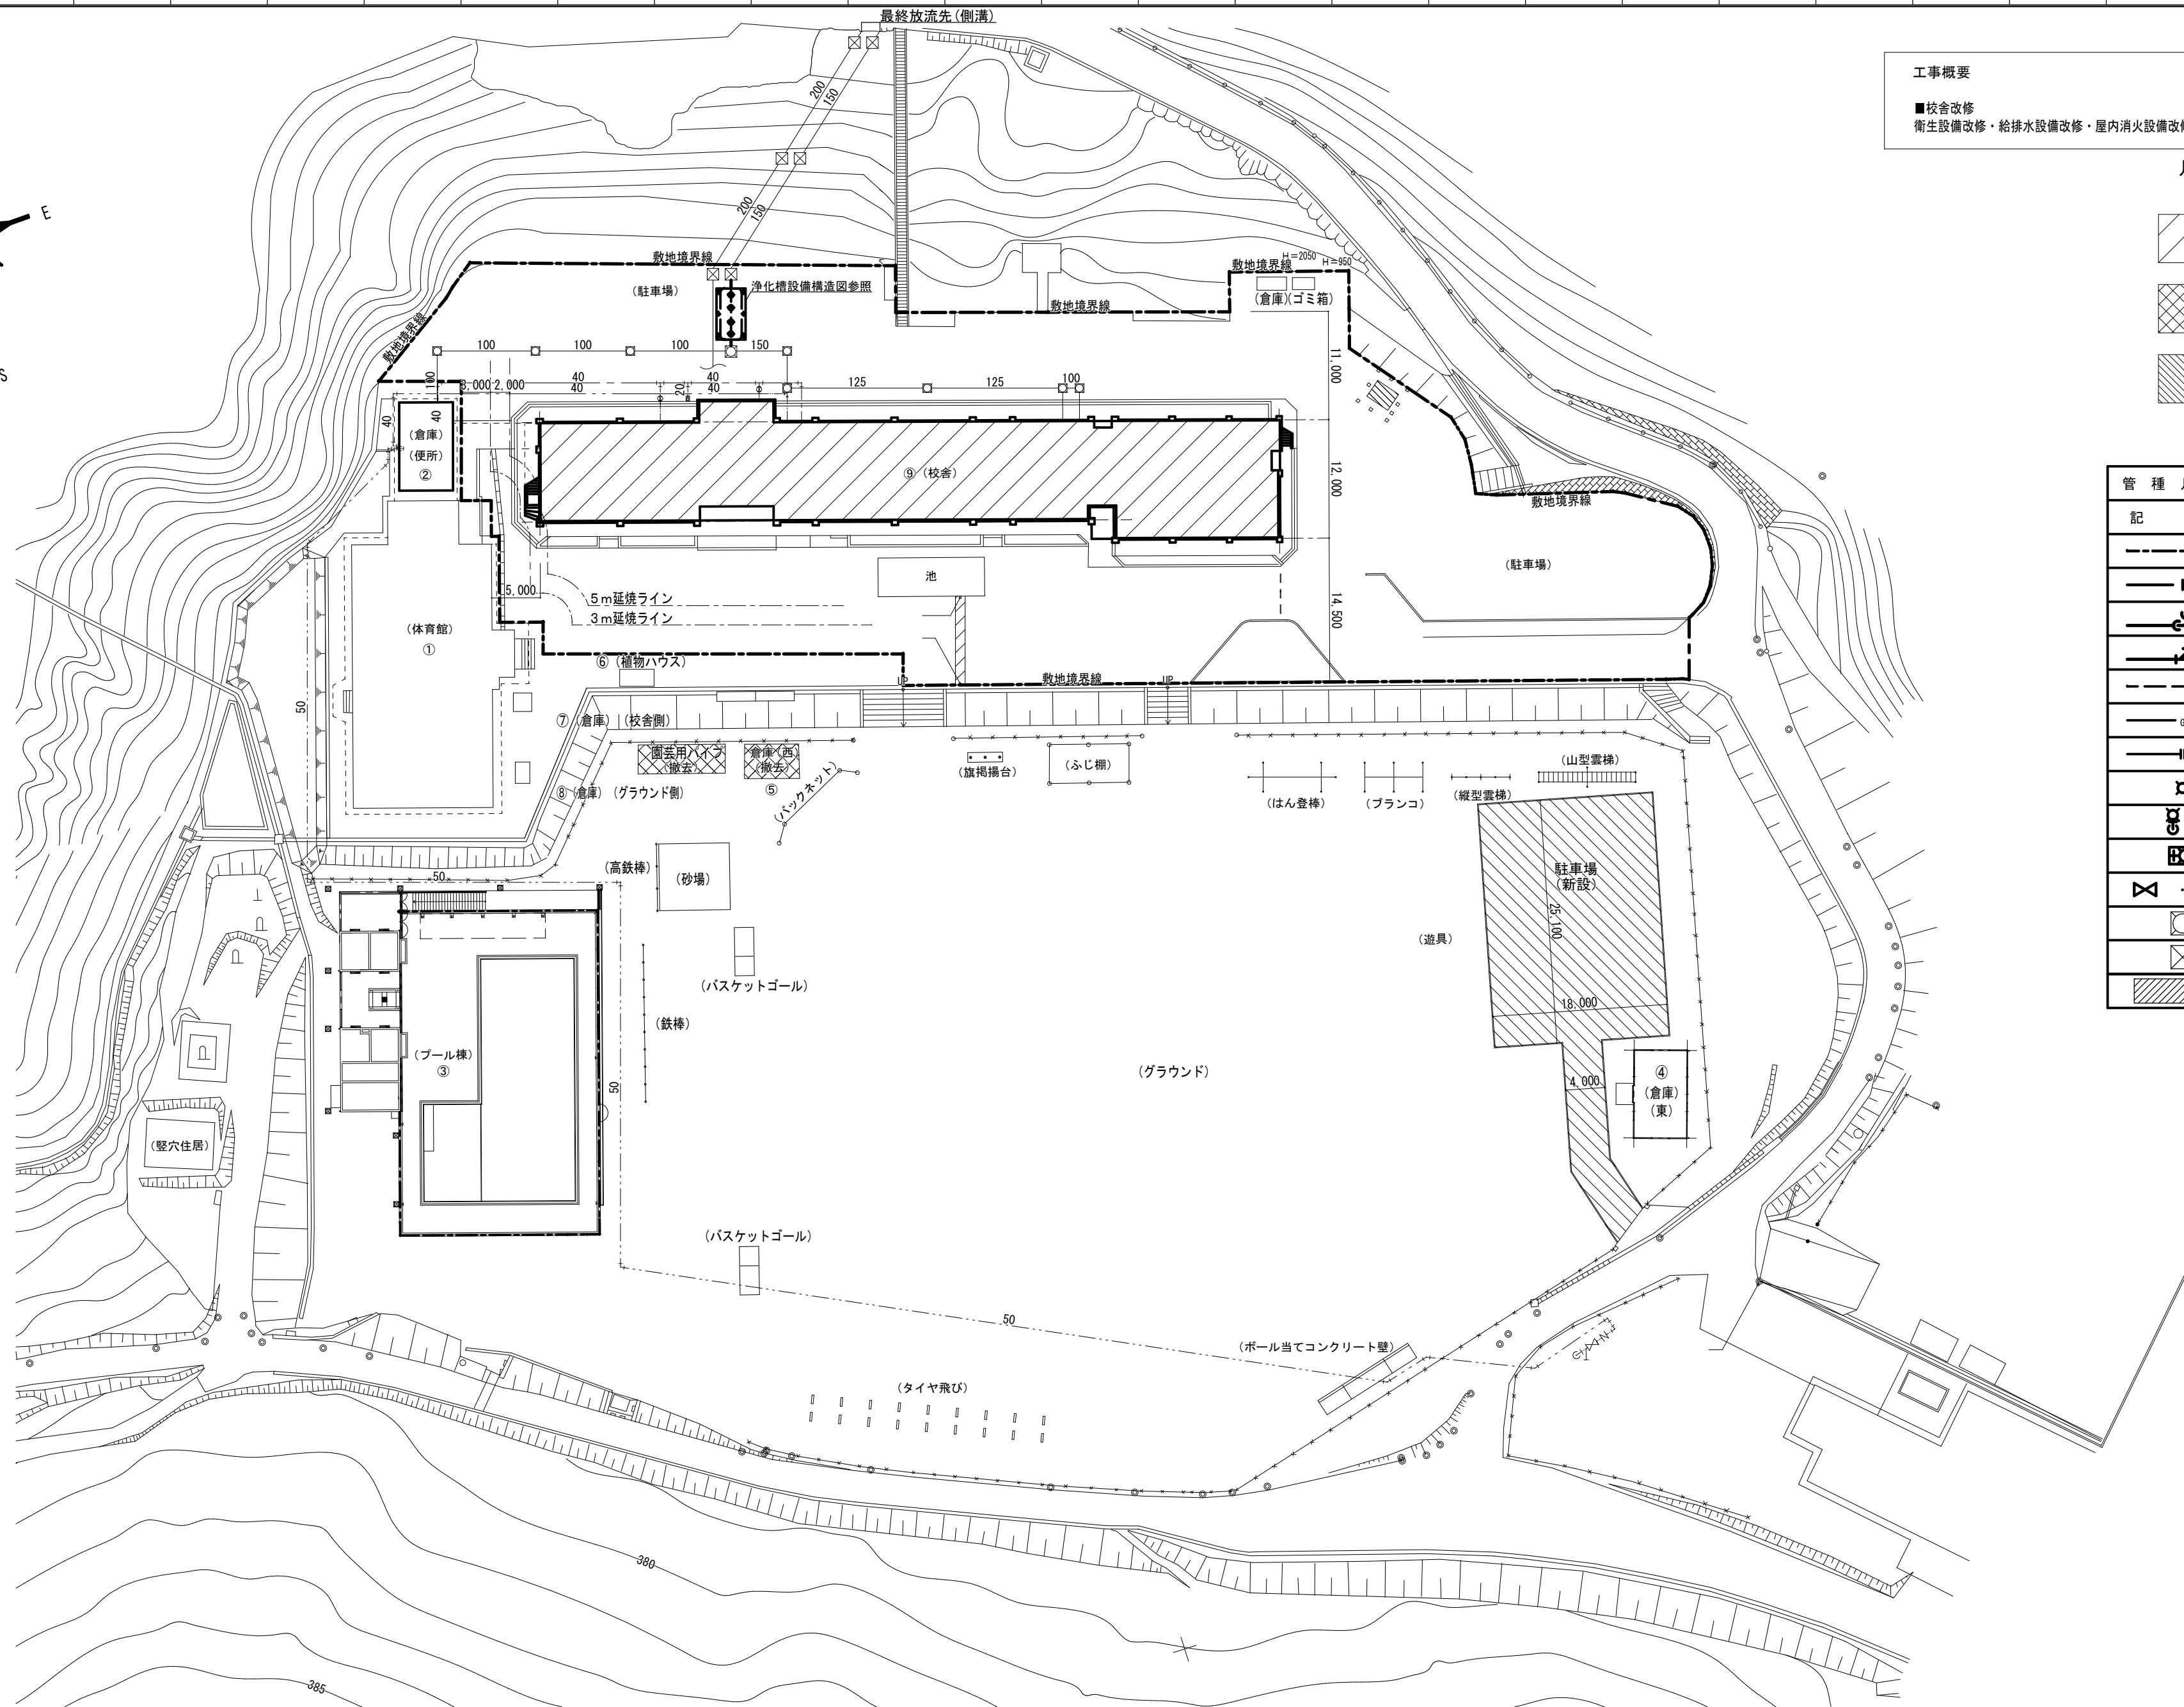 最終放流先(側溝)
工事概要
■校舎改修
衛生設備改修・給排水設備改修・屋内消火設備改修
E
S
200
150
200
150
敷地境界線
(駐車場)
浄化槽設備構造図参照
敷地境界線
敷地境界線
H=2050
H=950
(倉庫)(ゴミ箱)
敷地境界線
100
100
100
150
11,000
100
3,000
2,000
40
40
40
40
20
125
125
100
40
40
(倉庫)
(便所)
②
⑨(校舎)
12,000
管種
記
敷地境界線
(駐車場)
池
5,000
5m延焼ライン
3m延焼ライン
14,500
(体育館)
①
⑥(植物ハウス)
UP
敷地境界線
UP
50
⑦(倉庫)(校舎側)
園芸用パイプ
(撤去)
倉庫(西)
(撤去)
⑤
⑧(倉庫)(グラウンド側)
(バックネット)
(旗掲揚台)
(ふじ棚)
(はん登棒)
(ブランコ)
(縦型雲梯)
(山型雲梯)
(高鉄棒)
(砂場)
50
駐車場
(新設)
25,100
(遊具)
(バスケットゴール)
18,000
(鉄棒)
(プール棟)
③
50
(グラウンド)
4,000
④
(倉庫)
(東)
(竪穴住居)
(バスケットゴール)
50
(ボール当てコンクリート壁)
(タイヤ飛び)
380
385